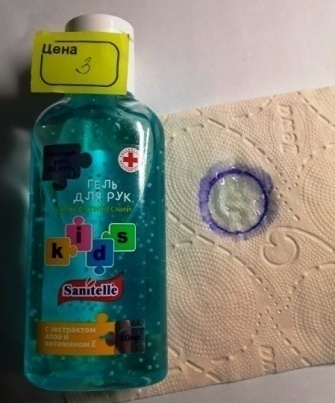 Цена
3
ГЕЛЬ
ДЛЯ РУК
kids
Sanitelle
с экстрактом
алоэ и
витамином Е